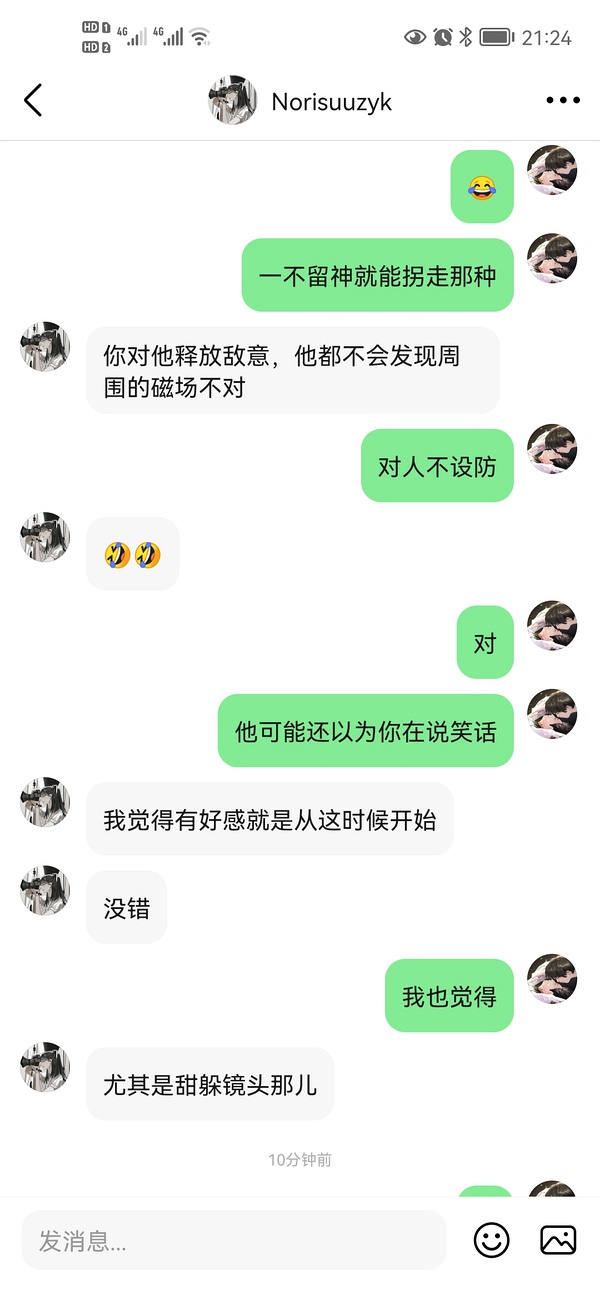 HD 1 4G 4G
HD 2
21:24
Norisuuzyk
😂
一不留神就能拐走那种
你对他释放敌意，他都不会发现周
围的磁场不对
对人不设防
🤣🤣
对
他可能还以为你在说笑话
我觉得有好感就是从这时候开始
没错
我也觉得
尤其是甜躲镜头那儿
10分钟前
发消息...